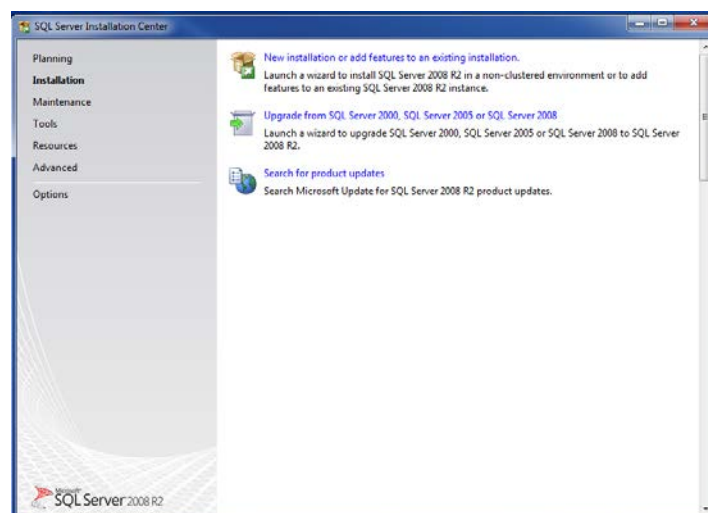 SQL Server Installation Center
Planning
Installation
Maintenance
Tools
Resources
Advanced
Options
New installation or add features to an existing installation.
Launch a wizard to install SQL Server 2008 R2 in a non-clustered environment or to add
features to an existing SQL Server 2008 R2 instance.
Upgrade from SQL Server 2000, SQL Server 2005 or SQL Server 2008
Launch a wizard to upgrade SQL Server 2000, SQL Server 2005 or SQL Server 2008 to SQL Server
2008 R2.
Search for product updates
Search Microsoft Update for SQL Server 2008 R2 product updates.
Microsoft
SQL Server 2008 R2